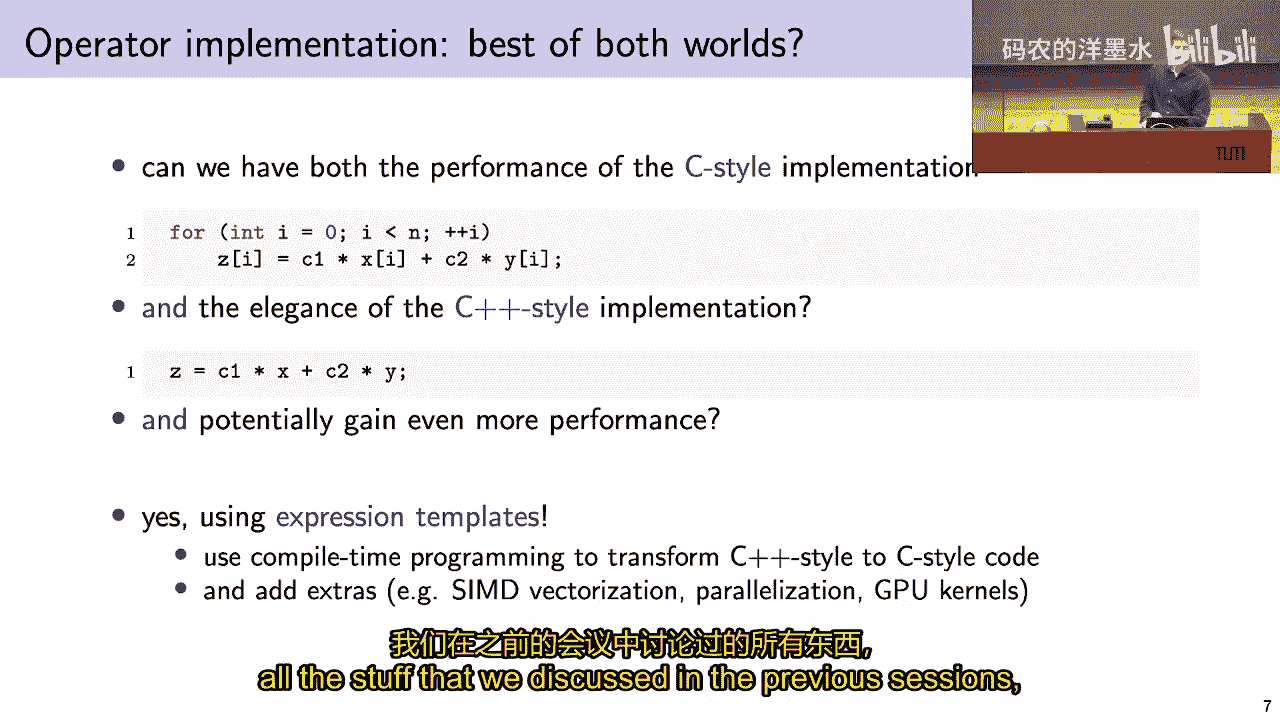 Operator implementation: best of both worlds?
码农的洋墨水 bilibili
TUM
• can we have both the performance of the C-style implementation
1 for (int i = 0; i < n; ++i)
2 z[i] = c1 * x[i] + c2 * y[i];
• and the elegance of the C++-style implementation?
1 z = c1 * x + c2 * y;
• and potentially gain even more performance?
• yes, using expression templates!
• use compile-time programming to transform C++-style to C-style code
• and add extras (e.g. SIMD vectorization, parallelization, GPU kernels)
我们在之前的会议中讨论过的所有东西,
all the stuff that we discussed in the previous sessions,
7